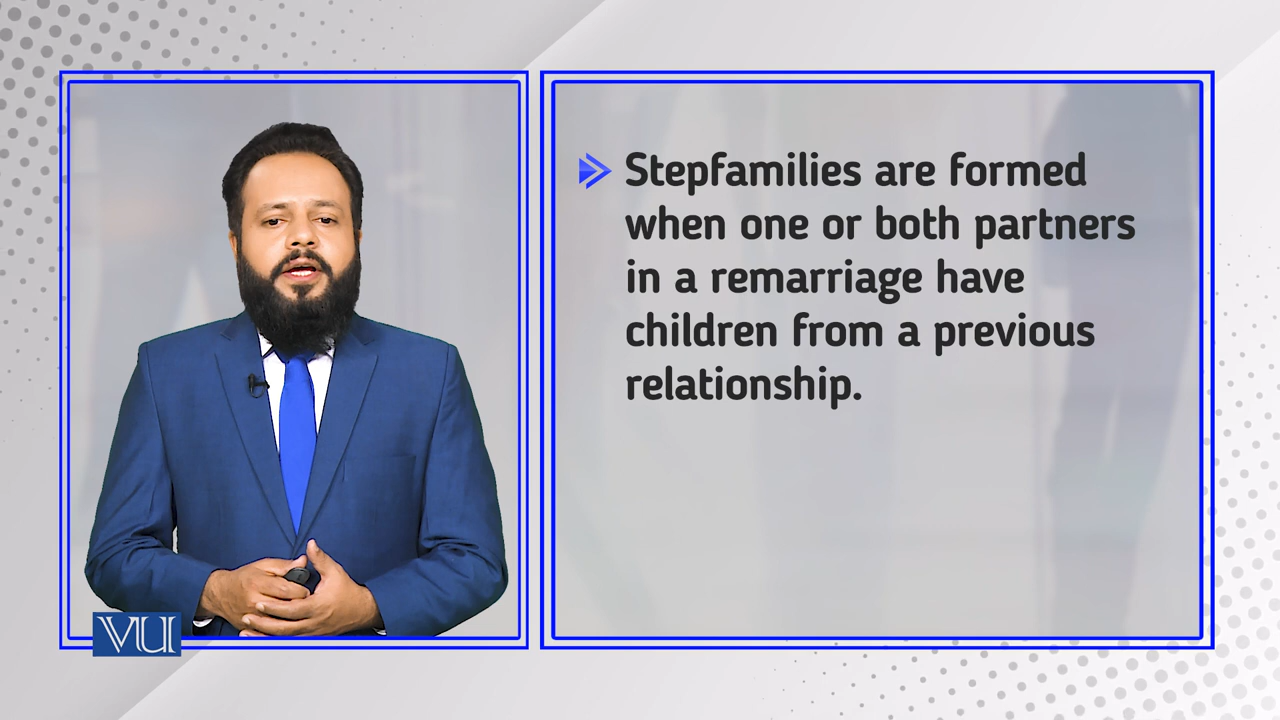 Stepfamilies are formed
when one or both partners
in a remarriage have
children from a previous
relationship.
VU